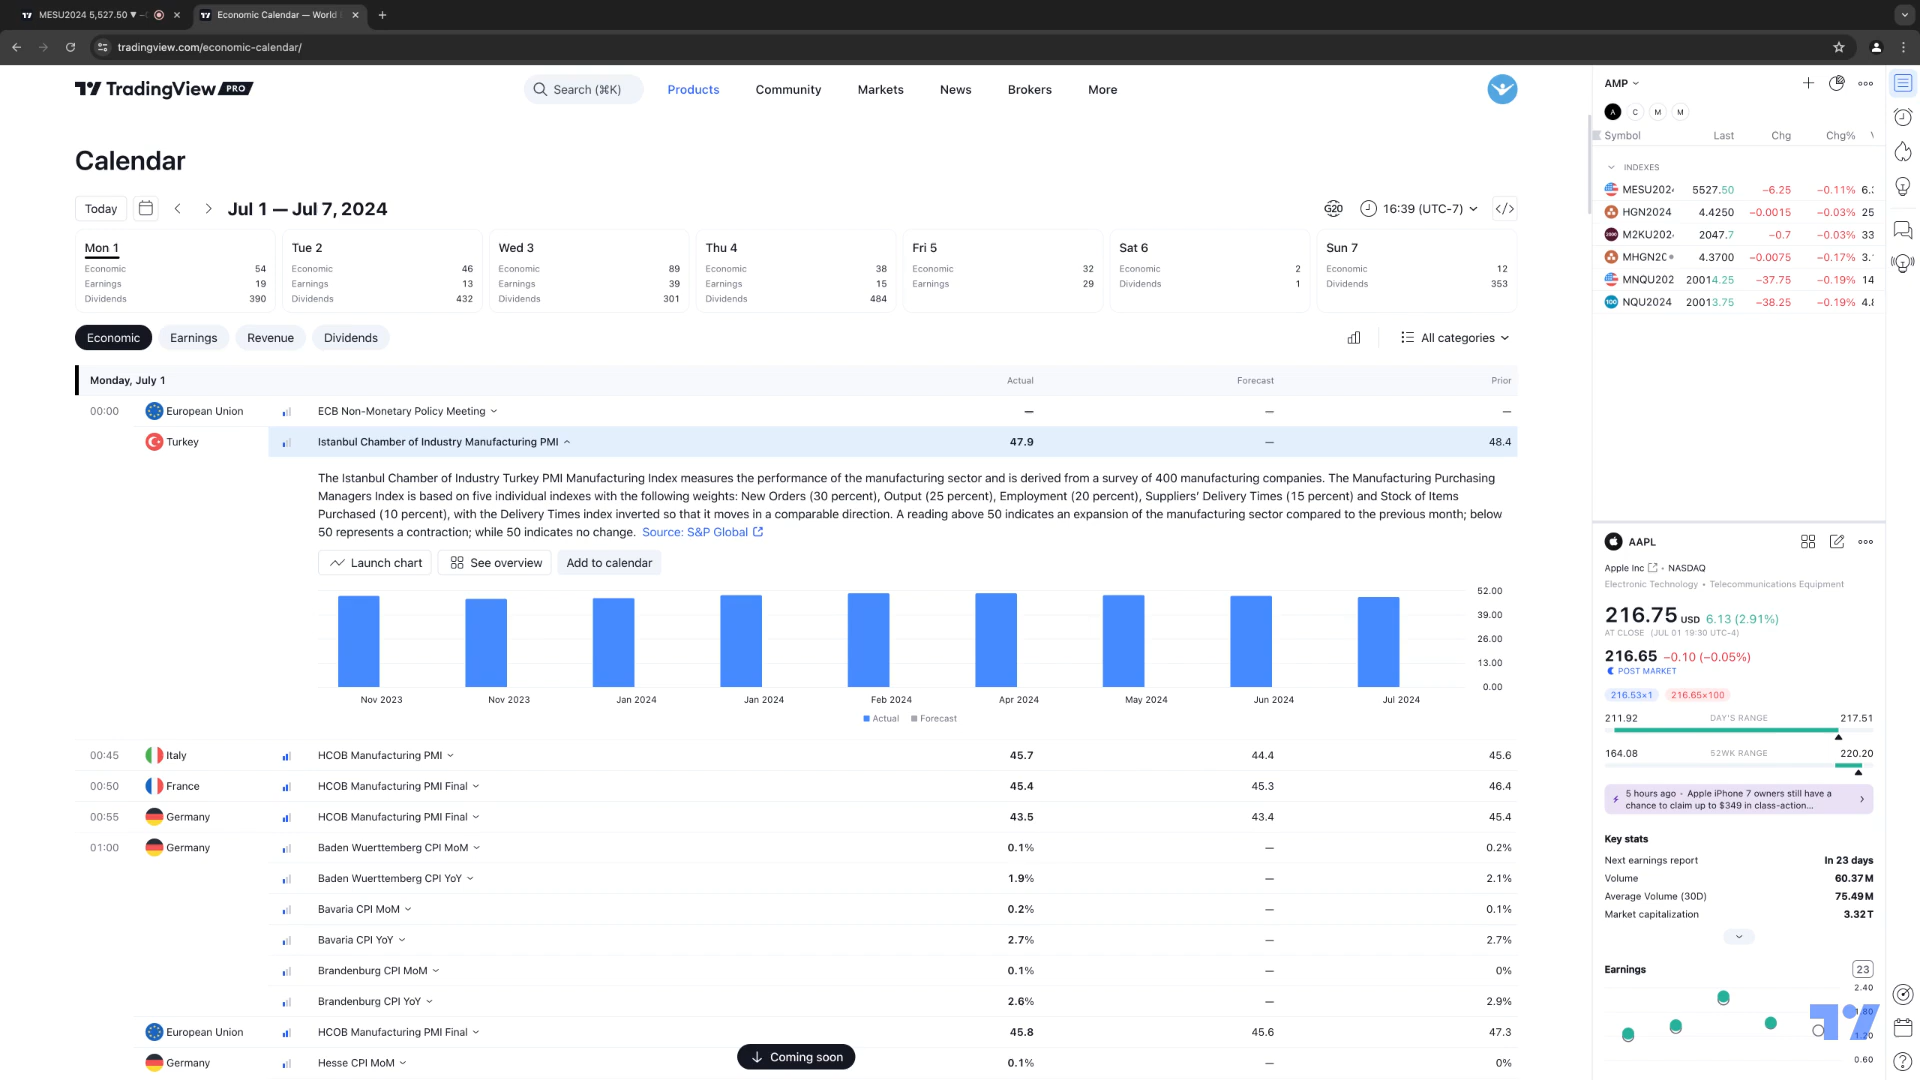 MESU2024 5,527.50 ▼
Economic Calendar — World
tradingview.com/economic-calendar/
TradingView PRO
Search (⌘K)
Products
Community
Markets
News
Brokers
More
Calendar
Today
Jul 1 — Jul 7, 2024
G20
16:39 (UTC-7)
Mon 1
Economic 54
Earnings 19
Dividends 390
Tue 2
Economic 46
Earnings 13
Dividends 432
Wed 3
Economic 89
Earnings 39
Dividends 301
Thu 4
Economic 38
Earnings 15
Dividends 484
Fri 5
Economic 32
Earnings 29
Sat 6
Economic 2
Dividends 1
Sun 7
Economic 12
Dividends 353
Economic Earnings Revenue Dividends
All categories
Monday, July 1 Actual Forecast Prior
00:00 European Union ECB Non-Monetary Policy Meeting — — —
Turkey Istanbul Chamber of Industry Manufacturing PMI 47.9 — 48.4
The Istanbul Chamber of Industry Turkey PMI Manufacturing Index measures the performance of the manufacturing sector and is derived from a survey of 400 manufacturing companies. The Manufacturing Purchasing
Managers Index is based on five individual indexes with the following weights: New Orders (30 percent), Output (25 percent), Employment (20 percent), Suppliers’ Delivery Times (15 percent) and Stock of Items
Purchased (10 percent), with the Delivery Times index inverted so that it moves in a comparable direction. A reading above 50 indicates an expansion of the manufacturing sector compared to the previous month; below
50 represents a contraction; while 50 indicates no change. Source: S&P Global
Launch chart See overview Add to calendar
52.00
39.00
26.00
13.00
0.00
Nov 2023 Nov 2023 Jan 2024 Jan 2024 Feb 2024 Apr 2024 May 2024 Jun 2024 Jul 2024
Actual Forecast
00:45 Italy HCOB Manufacturing PMI 45.7 44.4 45.6
00:50 France HCOB Manufacturing PMI Final 45.4 45.3 46.4
00:55 Germany HCOB Manufacturing PMI Final 43.5 43.4 45.4
01:00 Germany Baden Wuerttemberg CPI MoM 0.1% — 0.2%
Baden Wuerttemberg CPI YoY 1.9% — 2.1%
Bavaria CPI MoM 0.2% — 0.1%
Bavaria CPI YoY 2.7% — 2.7%
Brandenburg CPI MoM 0.1% — 0%
Brandenburg CPI YoY 2.6% — 2.9%
European Union HCOB Manufacturing PMI Final 45.8 45.6 47.3
Germany Hesse CPI MoM 0.1% — 0%
Coming soon
AMP
A C M M
Symbol Last Chg Chg%
INDEXES
MESU2024 5527.50 −6.25 −0.11% 6.
HGN2024 4.4250 −0.0015 −0.03% 25
M2KU202 2047.7 −0.7 −0.03% 33
MHGN2C 4.3700 −0.0075 −0.17% 3.
MNQU202 20014.25 −37.75 −0.19% 14
100 NQU2024 20013.75 −38.25 −0.19% 4.
AAPL
Apple Inc • NASDAQ
Electronic Technology • Telecommunications Equipment
216.75 USD 6.13 (2.91%)
AT CLOSE (JUL 01 19:30 UTC-4)
216.65 −0.10 (−0.05%)
POST MARKET
216.53×1 216.65×100
211.92 DAY'S RANGE 217.51
164.08 52WK RANGE 220.20
5 hours ago • Apple iPhone 7 owners still have a
chance to claim up to $349 in class-action...
Key stats
Next earnings report In 23 days
Volume 60.37M
Average Volume (30D) 75.49M
Market capitalization 3.32T
Earnings 23
2.40
1.80
1.20
0.60